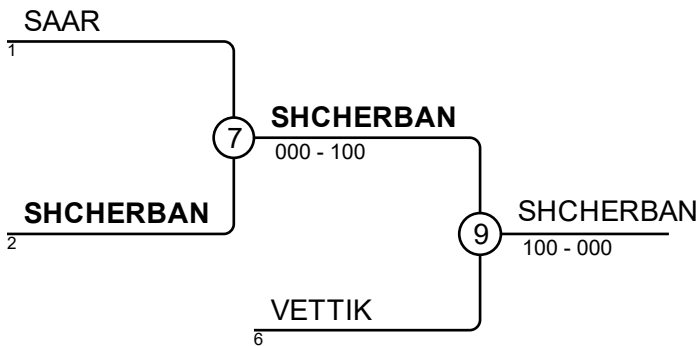 SAAR
1
7
SHCHERBAN
000 - 100
SHCHERBAN
2
9
SHCHERBAN
100 - 000
VETTIK
6